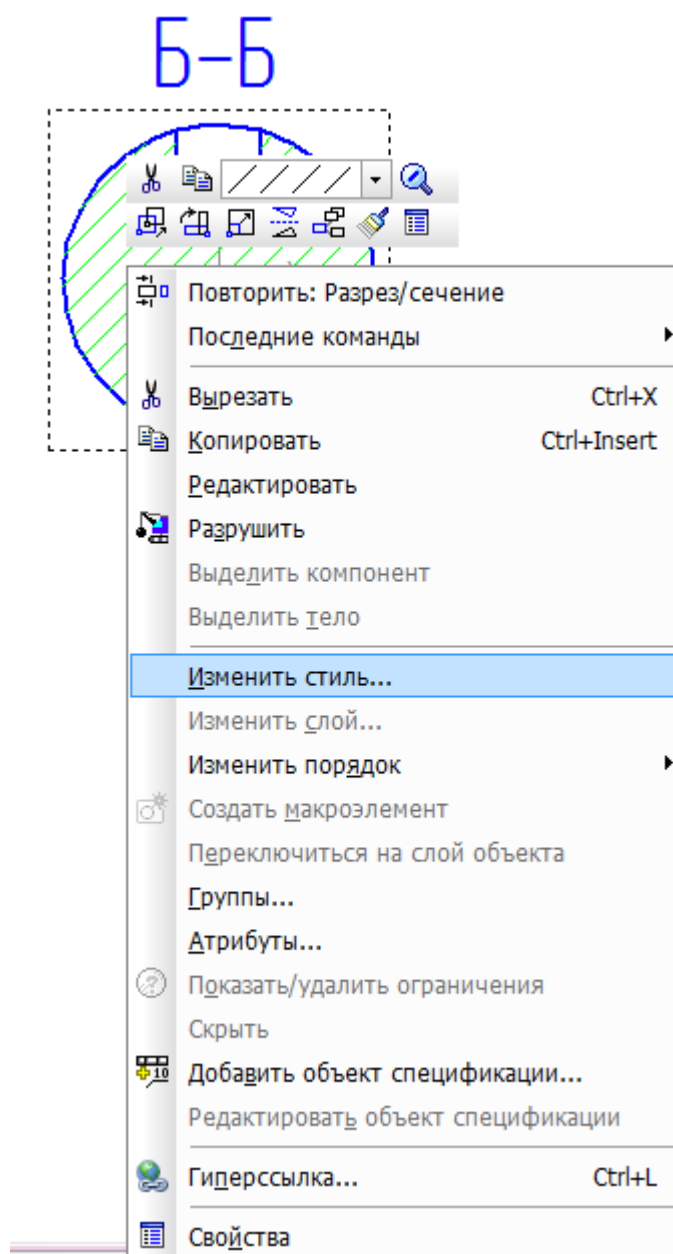 Б-Б
Повторить: Разрез/сечение
Последние команды
Вырезать Ctrl+X
Копировать Ctrl+Insert
Редактировать
Разрушить
Выделить компонент
Выделить тело
Изменить стиль...
Изменить слой...
Изменить порядок
Создать макроэлемент
Переключиться на слой объекта
Группы...
Атрибуты...
Показать/удалить ограничения
Скрыть
Добавить объект спецификации...
Редактировать объект спецификации
Гиперссылка... Ctrl+L
Свойства